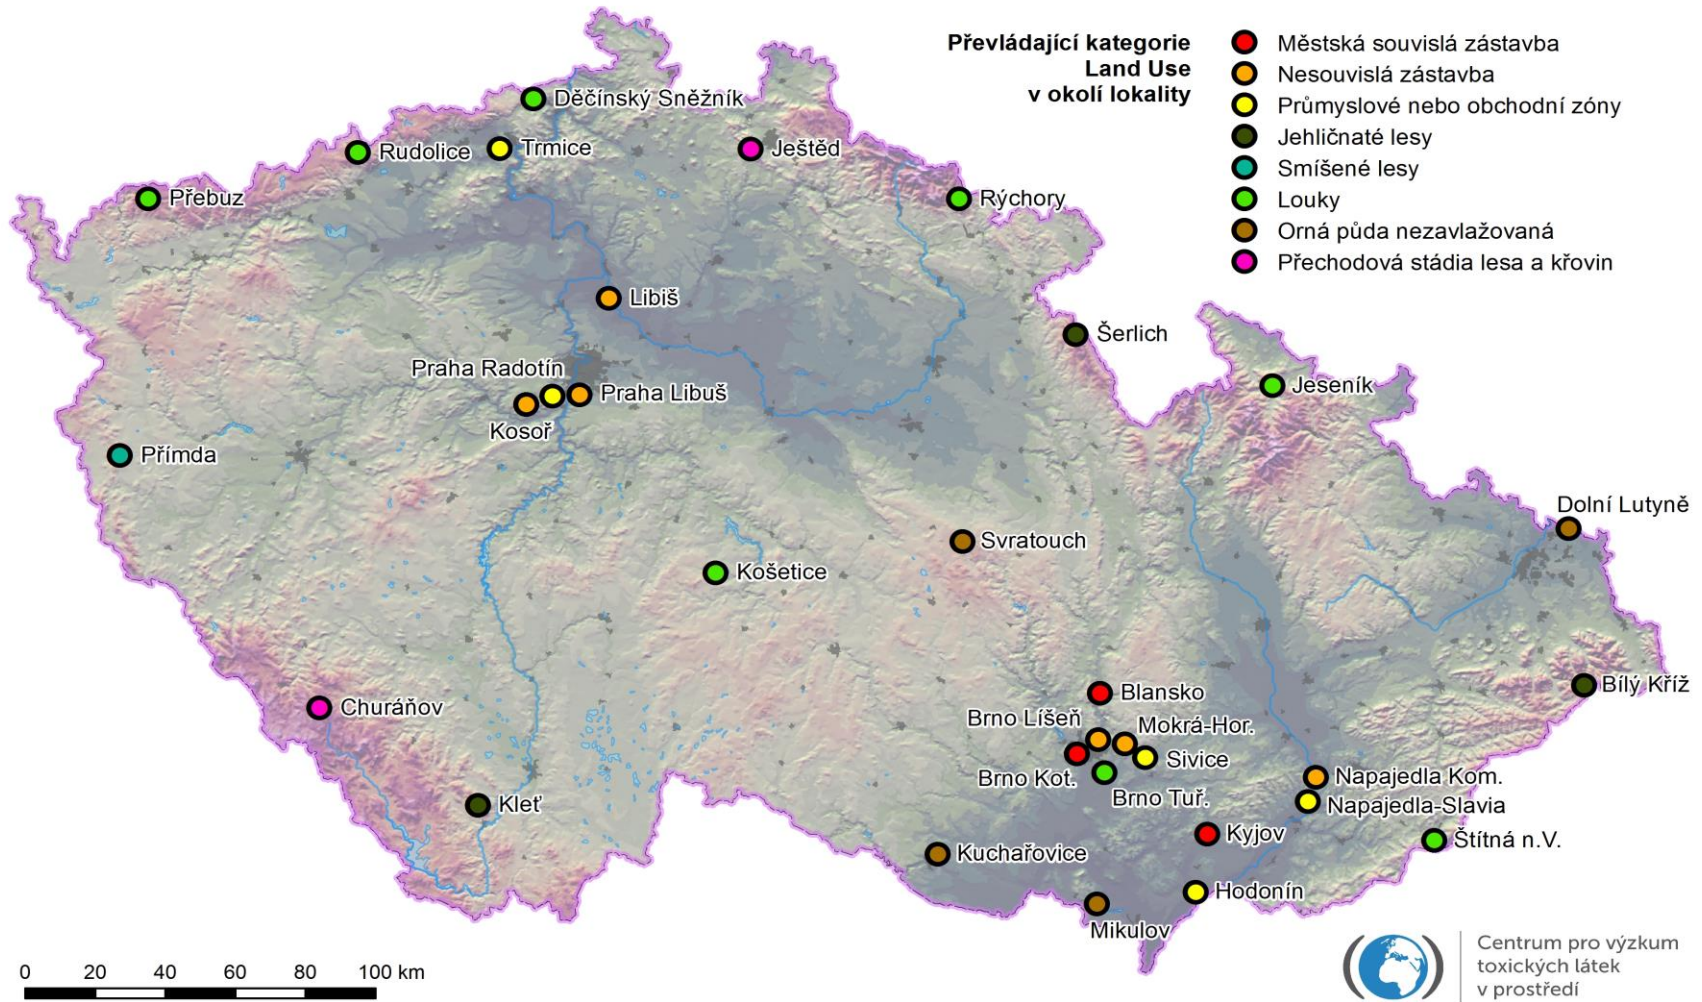 Převládající kategorie
Land Use
v okolí lokality
Městská souvislá zástavba
Nesouvislá zástavba
Průmyslové nebo obchodní zóny
Jehličnaté lesy
Smíšené lesy
Louky
Orná půda nezavlažovaná
Přechodová stádia lesa a křovin
Děčínský Sněžník
Trmice
Ještěd
Rudolice
Přebuz
Rýchory
Libiš
Šerlich
Praha Radotín
Praha Libuš
Kosoř
Jeseník
Přímda
Dolní Lutyně
Svratouch
Košetice
Bílý Kříž
Blansko
Churáňov
Brno Líšeň
Mokrá-Hor.
Sivice
Brno Kot.
Brno Tuř.
Napajedla Kom.
Napajedla-Slavia
Kleť
Kyjov
Štítná n.V.
Kuchařovice
Hodonín
Mikulov
0 20 40 60 80 100 km
Centrum pro výzkum
toxických látek
v prostředí